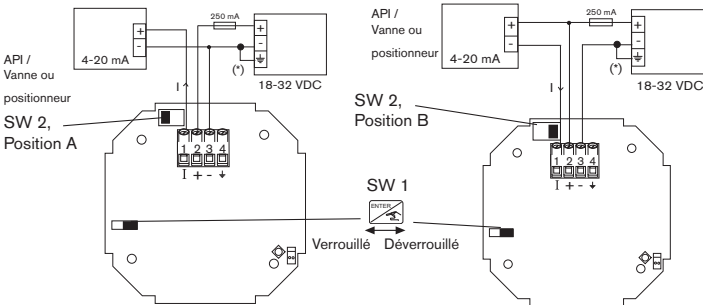 250 mA
+
-
4-20 mA
+
-
(*)
18-32 VDC
API /
Vanne ou
positionneur
I
SW 2,
Position A
1 2 3 4
I + -
250 mA
+
-
4-20 mA
+
-
(*)
18-32 VDC
API /
Vanne ou
positionneur
I
SW 2,
Position B
1 2 3 4
I + -
SW 1
ENTER
Verrouillé Déverrouillé